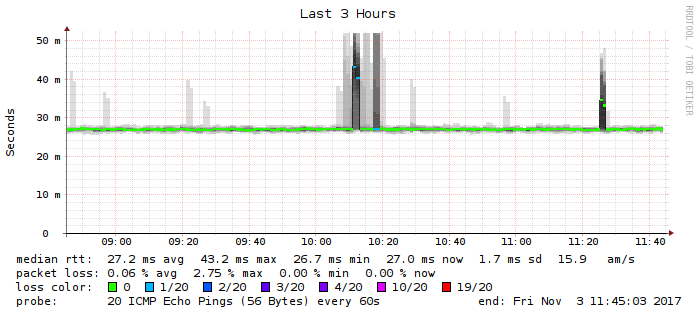 Last 3 Hours
RRDTOOL / TOBI OETIKER
Seconds
50 m
40 m
30 m
20 m
10 m
0
09:00 09:20 09:40 10:00 10:20 10:40 11:00 11:20 11:40
median rtt: 27.2 ms avg 43.2 ms max 26.7 ms min 27.0 ms now 1.7 ms sd 15.9 am/s
packet loss: 0.06 % avg 2.75 % max 0.00 % min 0.00 % now
loss color: 0 1/20 2/20 3/20 4/20 10/20 19/20
probe: 20 ICMP Echo Pings (56 Bytes) every 60s end: Fri Nov 3 11:45:03 2017